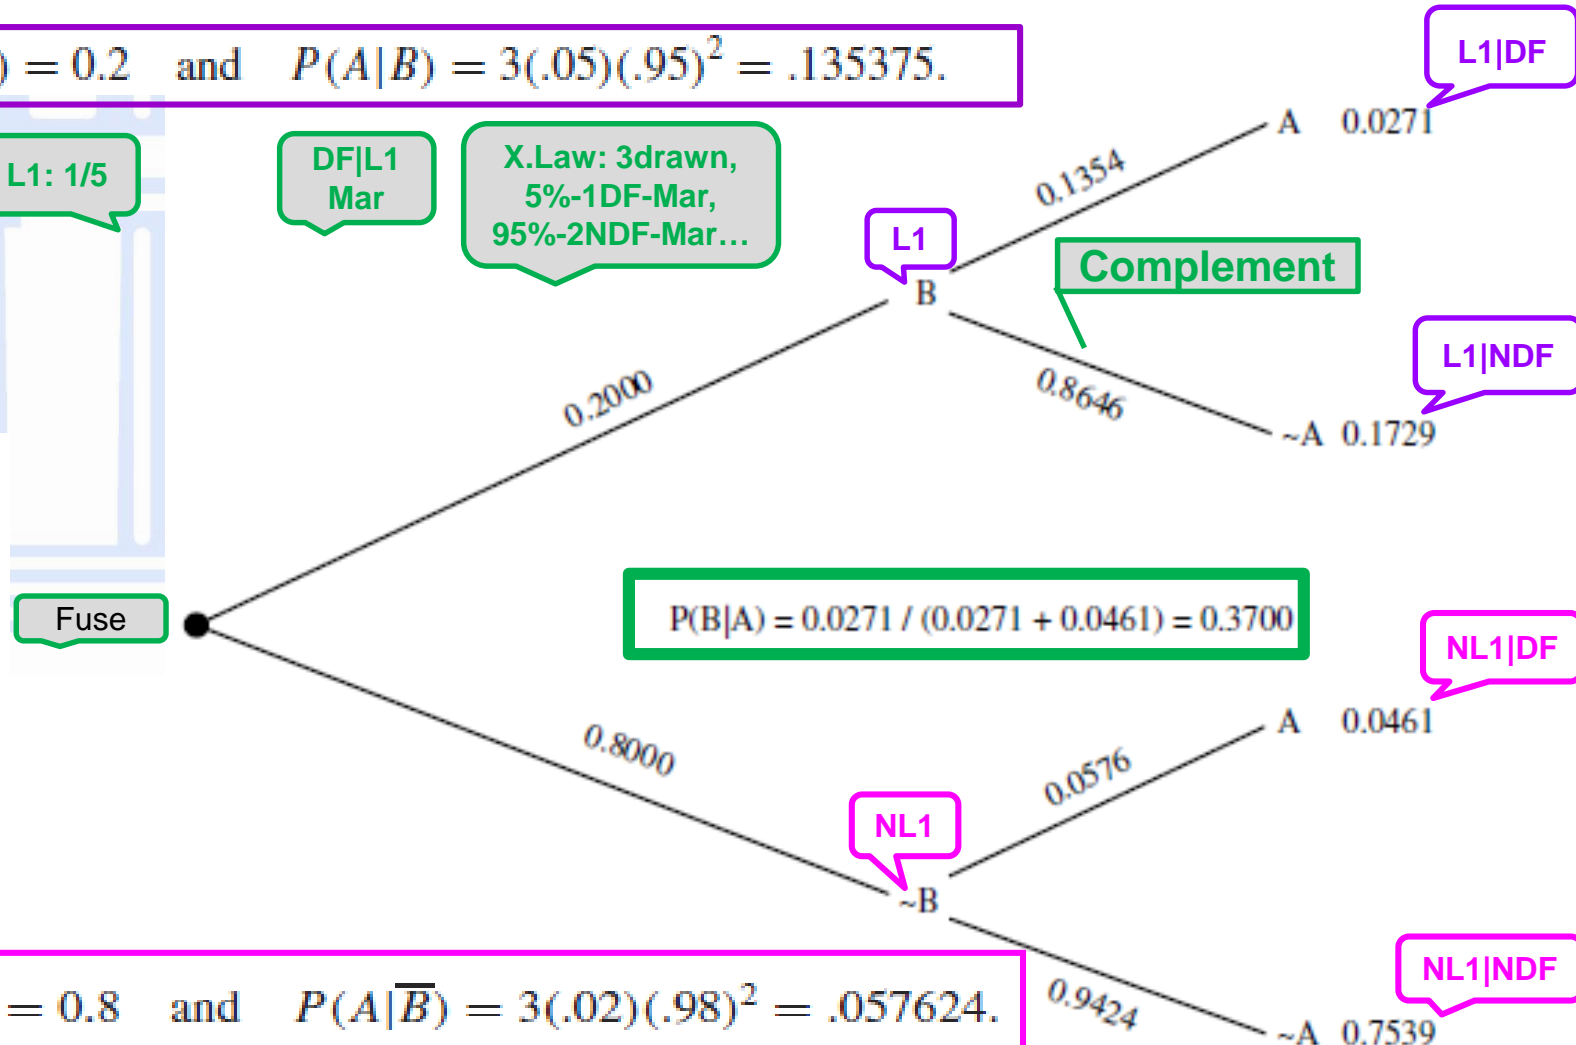 ) = 0.2 and P(A|B) = 3(.05)(.95)² = .135375.
L1|DF
A 0.0271
L1: 1/5
DF|L1
Mar
X.Law: 3drawn,
5%-1DF-Mar,
95%-2NDF-Mar…
0.1354
L1
B
Complement
L1|NDF
0.2000
0.8646
~A 0.1729
Fuse
P(B|A) = 0.0271 / (0.0271 + 0.0461) = 0.3700
NL1|DF
A 0.0461
0.8000
0.0576
NL1
~B
NL1|NDF
= 0.8 and P(A|B̅) = 3(.02)(.98)² = .057624.
0.9424
~A 0.7539